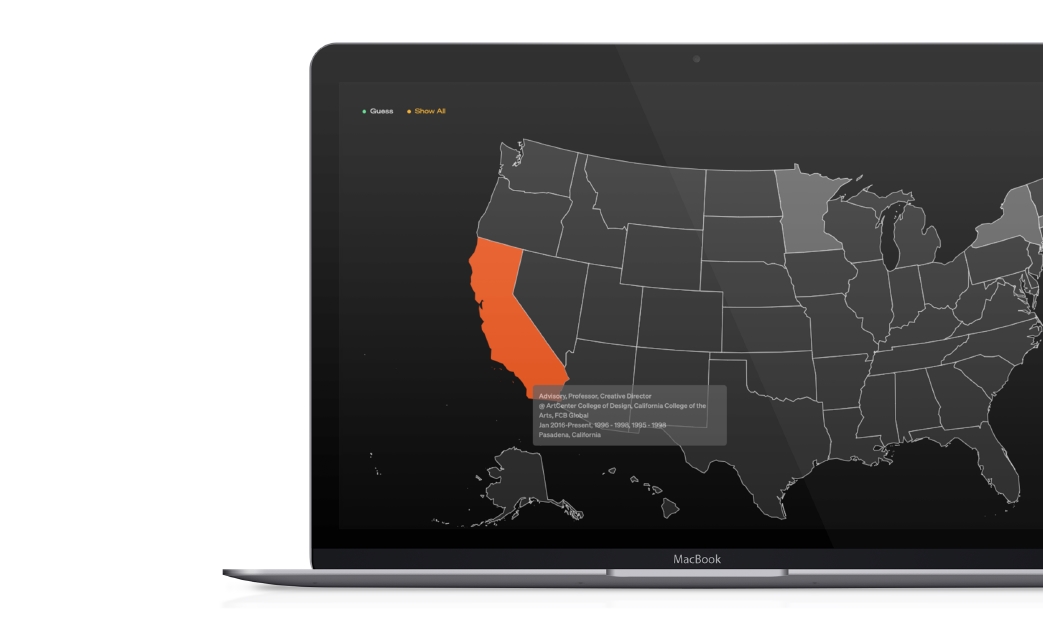 Guess
Show All
Advisory, Professor, Creative Director
@ ArtCenter College of Design, California College of the
Arts, FCB Global
Jan 2016-Present, 1996 - 1998, 1995 - 1998
Pasadena, California
MacBook